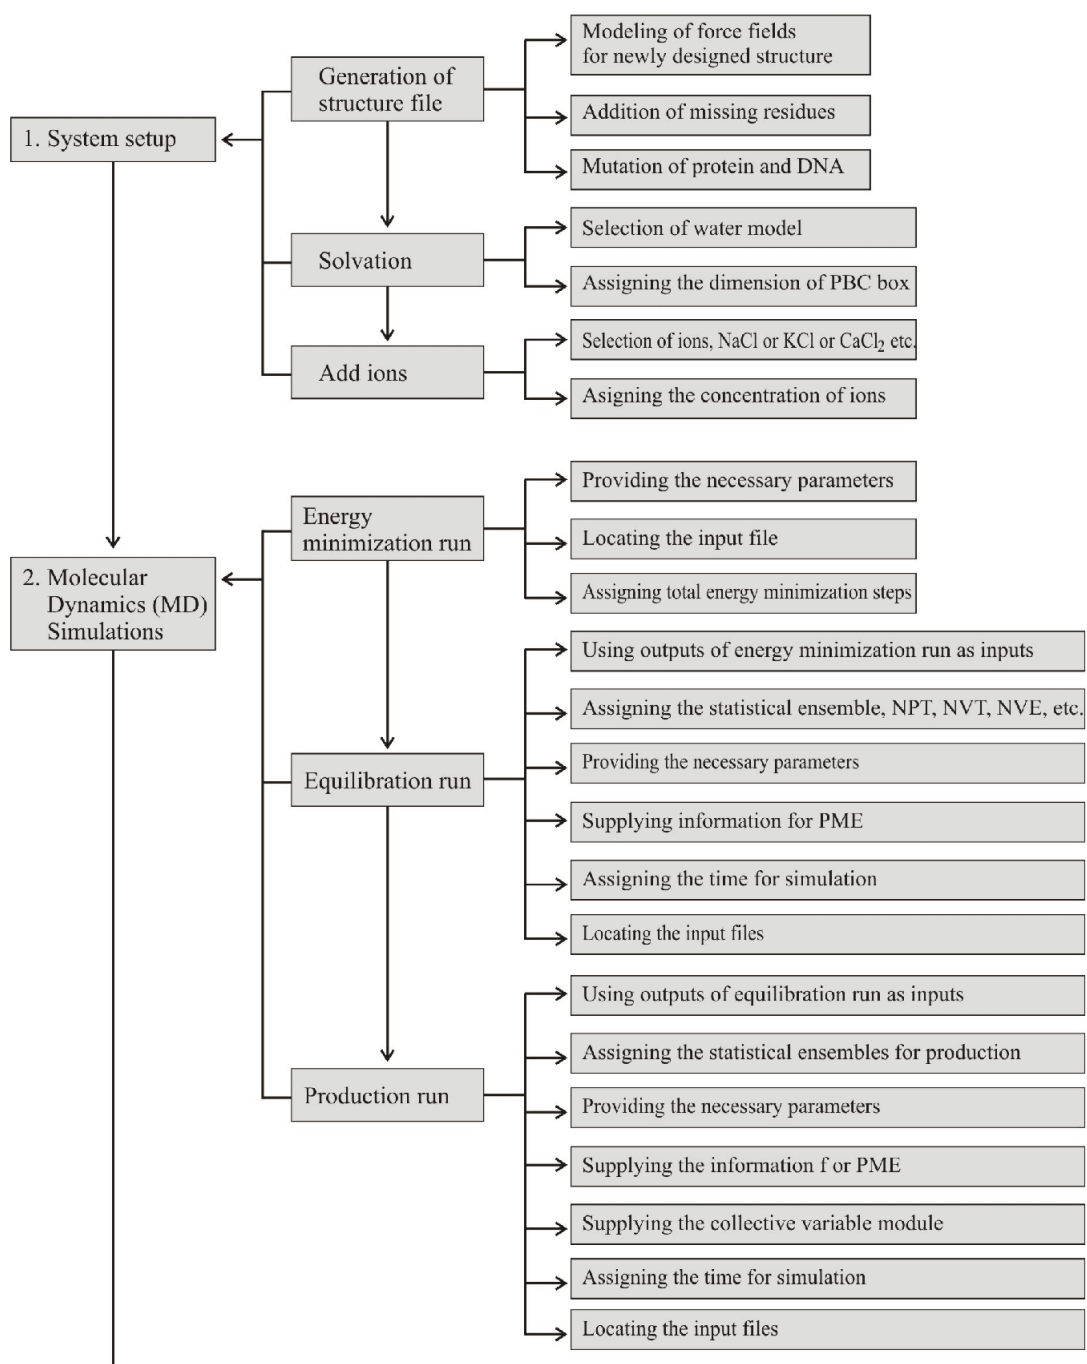 Modeling of force fields
for newly designed structure
Generation of
structure file
Addition of missing residues
1. System setup
Mutation of protein and DNA
Selection of water model
Solvation
Assigning the dimension of PBC box
Selection of ions, NaCl or KCl or CaCl₂ etc.
Add ions
Asigning the concentration of ions
Providing the necessary parameters
Energy
minimization run
Locating the input file
2. Molecular
Dynamics (MD)
Simulations
Assigning total energy minimization steps
Using outputs of energy minimization run as inputs
Assigning the statistical ensemble, NPT, NVT, NVE, etc.
Providing the necessary parameters
Equilibration run
Supplying information for PME
Assigning the time for simulation
Locating the input files
Using outputs of equilibration run as inputs
Assigning the statistical ensembles for production
Production run
Providing the necessary parameters
Supplying the information f or PME
Supplying the collective variable module
Assigning the time for simulation
Locating the input files